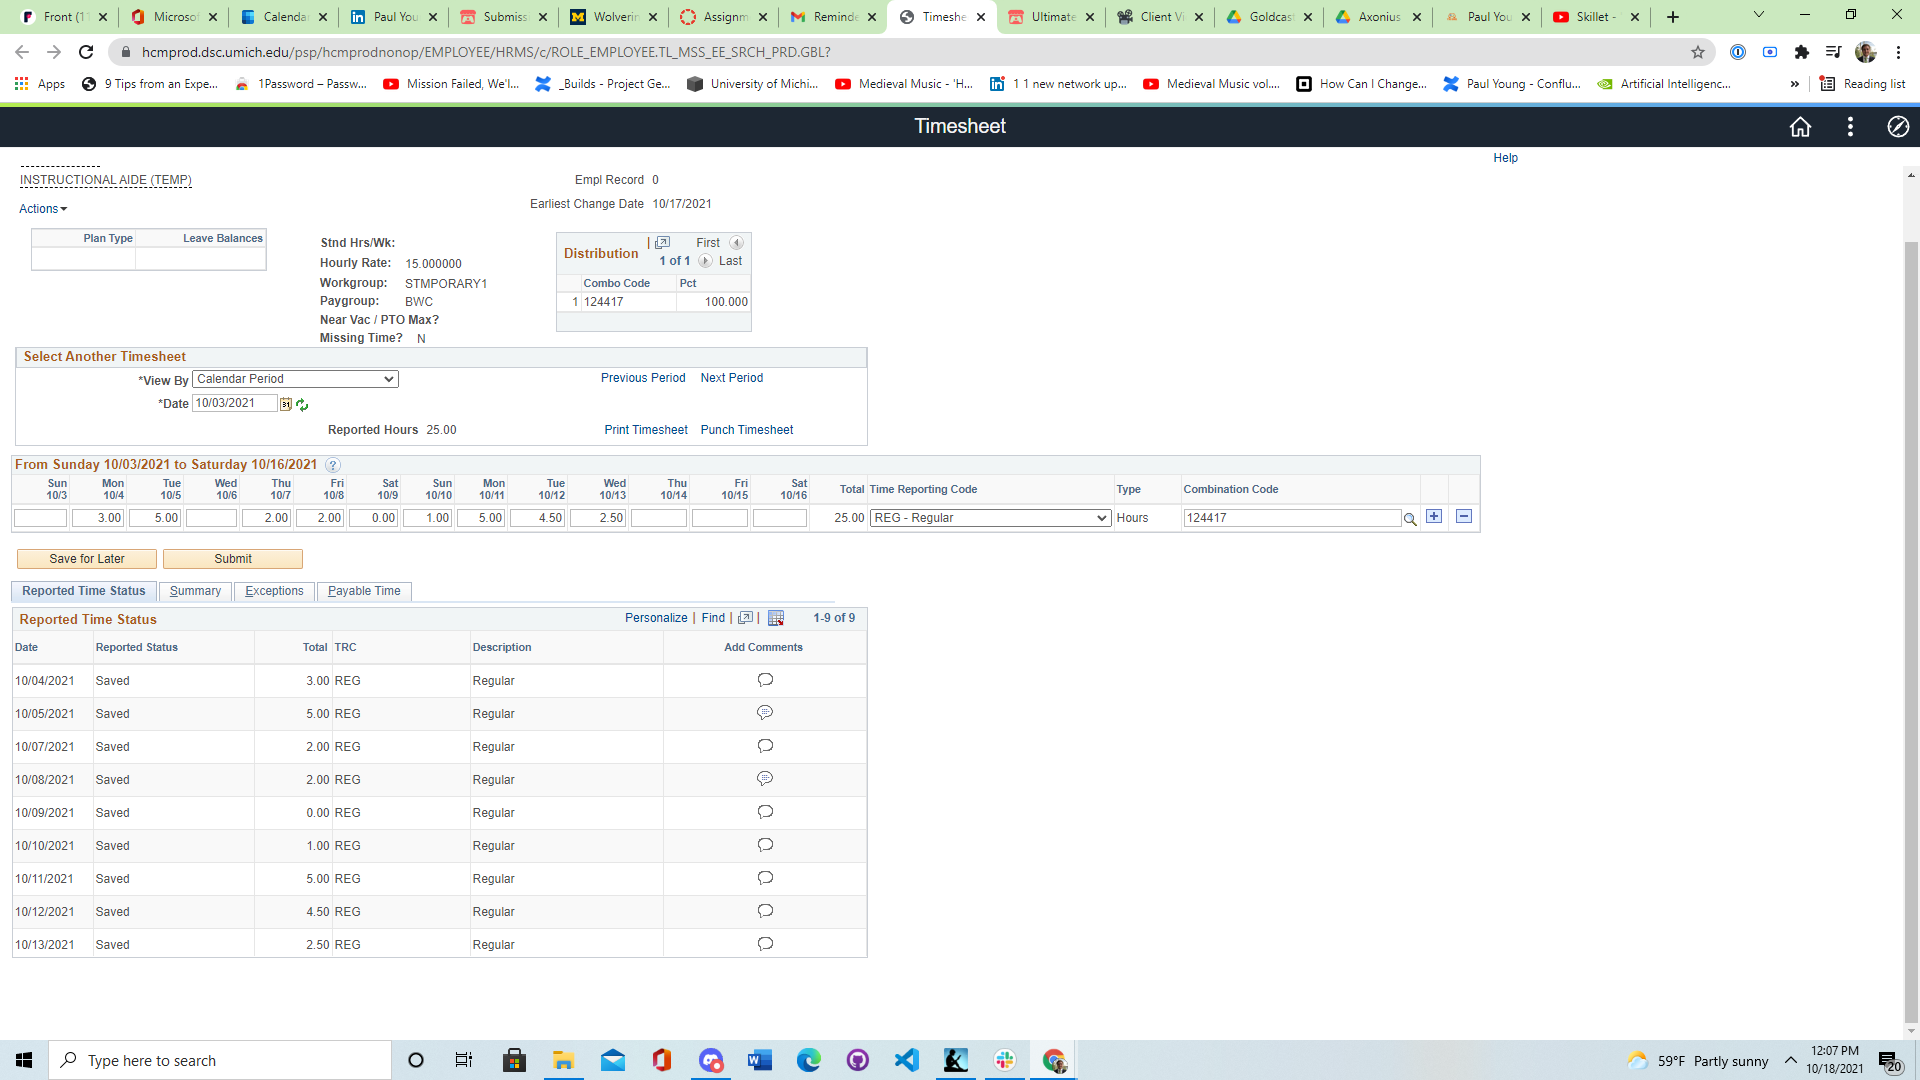 Front (1
Microsof
Calendar
Paul You
Submiss
Wolverin
Assignm
Reminde
Timeshe
Ultimate
Client Vi
Goldcast
Axonius
Paul You
Skillet -
hcmprod.dsc.umich.edu/psp/hcmprodnonop/EMPLOYEE/HRMS/c/ROLE_EMPLOYEE.TL_MSS_EE_SRCH_PRD.GBL?
Apps 9 Tips from an Expe... 1Password – Passw... Mission Failed, We'l... _Builds - Project Ge... University of Michi... Medieval Music - 'H... 1 1 new network up... Medieval Music vol.... How Can I Change... Paul Young - Conflu... Artificial Intelligenc... » Reading list
Timesheet
Help
INSTRUCTIONAL AIDE (TEMP) Empl Record 0
Earliest Change Date 10/17/2021
Actions
Plan Type Leave Balances
Stnd Hrs/Wk:
Hourly Rate: 15.000000
Workgroup: STMPORARY1
Paygroup: BWC
Near Vac / PTO Max?
Missing Time? N
Distribution | First
1 of 1 Last
Combo Code Pct
1 124417 100.000
Select Another Timesheet
*View By Calendar Period Previous Period Next Period
*Date 10/03/2021 31
Reported Hours 25.00 Print Timesheet Punch Timesheet
From Sunday 10/03/2021 to Saturday 10/16/2021 ?
Sun Mon Tue Wed Thu Fri Sat Sun Mon Tue Wed Thu Fri Sat
10/3 10/4 10/5 10/6 10/7 10/8 10/9 10/10 10/11 10/12 10/13 10/14 10/15 10/16 Total Time Reporting Code Type Combination Code
3.00 5.00 2.00 2.00 0.00 1.00 5.00 4.50 2.50 25.00 REG - Regular Hours 124417
Save for Later Submit
Reported Time Status Summary Exceptions Payable Time
Reported Time Status Personalize | Find | | 1-9 of 9
Date Reported Status Total TRC Description Add Comments
10/04/2021 Saved 3.00 REG Regular
10/05/2021 Saved 5.00 REG Regular
10/07/2021 Saved 2.00 REG Regular
10/08/2021 Saved 2.00 REG Regular
10/09/2021 Saved 0.00 REG Regular
10/10/2021 Saved 1.00 REG Regular
10/11/2021 Saved 5.00 REG Regular
10/12/2021 Saved 4.50 REG Regular
10/13/2021 Saved 2.50 REG Regular
Type here to search
59°F Partly sunny
12:07 PM
10/18/2021
20